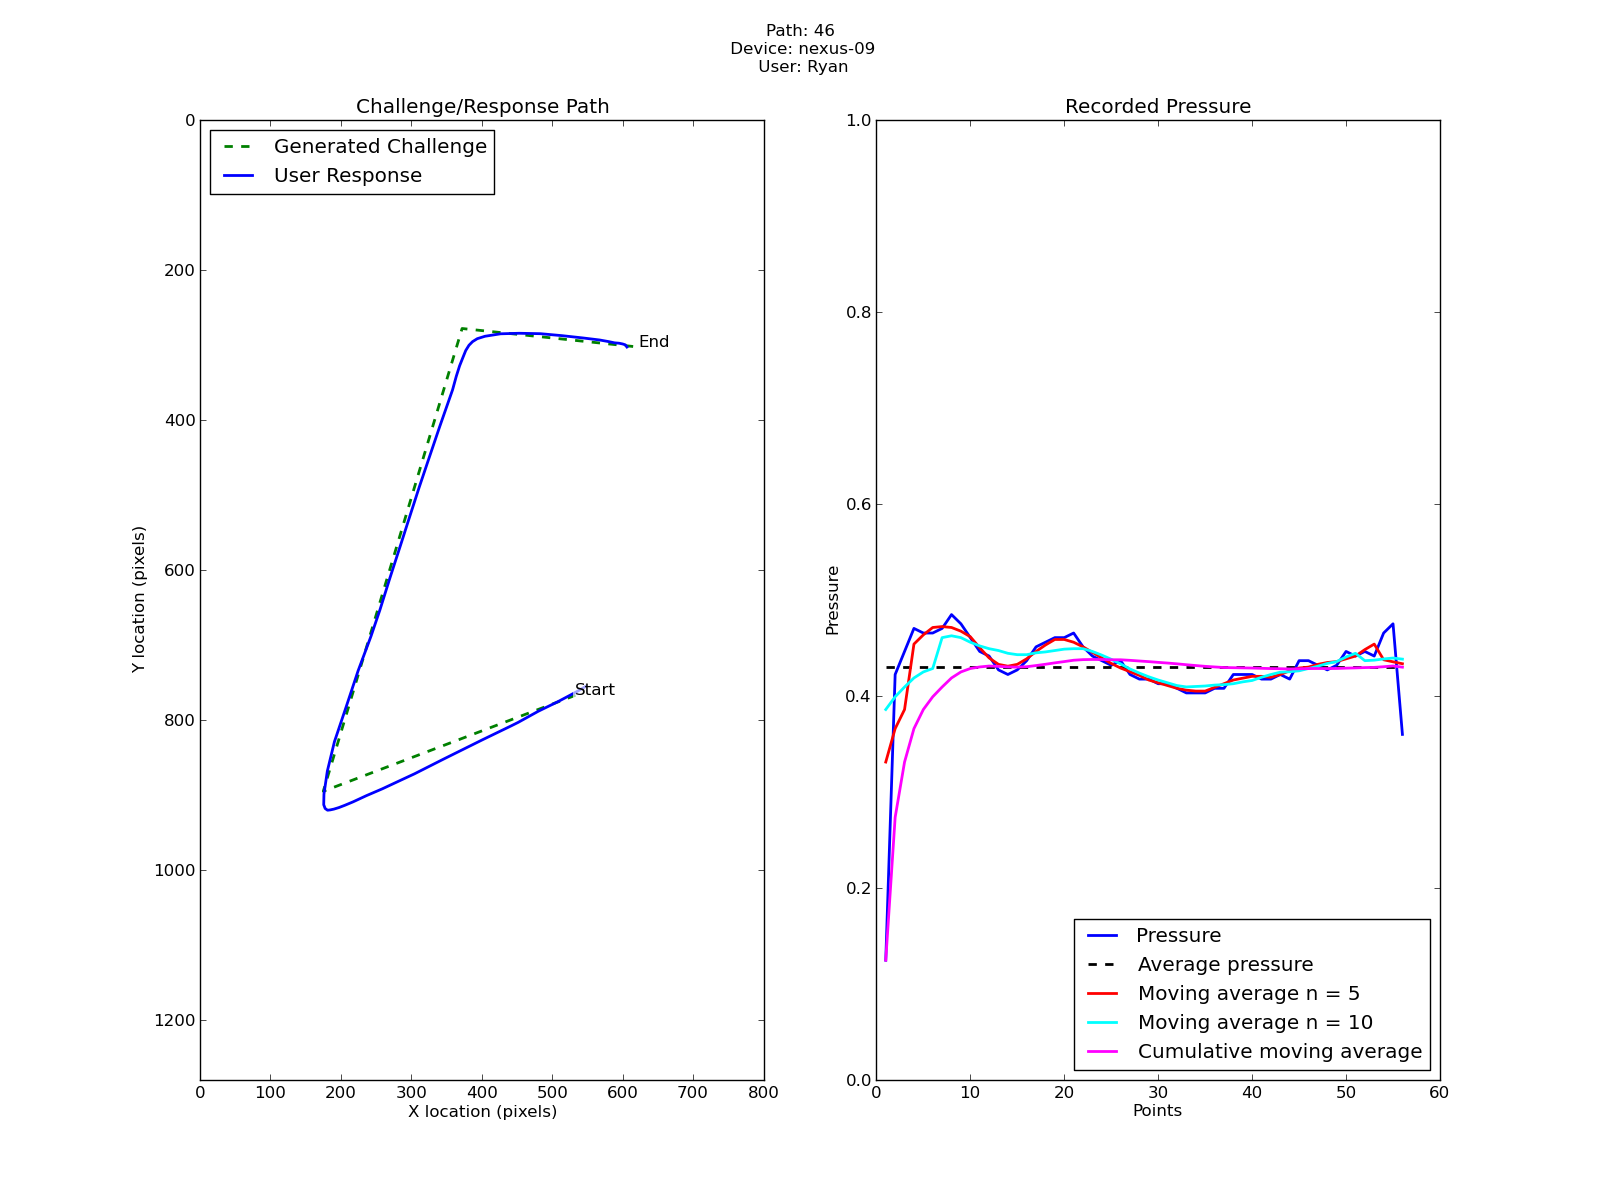 Path: 46
Device: nexus-09
User: Ryan
Challenge/Response Path
Generated Challenge
User Response
End
Start
0
200
400
600
800
1000
1200
Y location (pixels)
0 100 200 300 400 500 600 700 800
X location (pixels)
Recorded Pressure
1.0
0.8
0.6
0.4
0.2
0.0
Pressure
Pressure
Average pressure
Moving average n = 5
Moving average n = 10
Cumulative moving average
0 10 20 30 40 50 60
Points